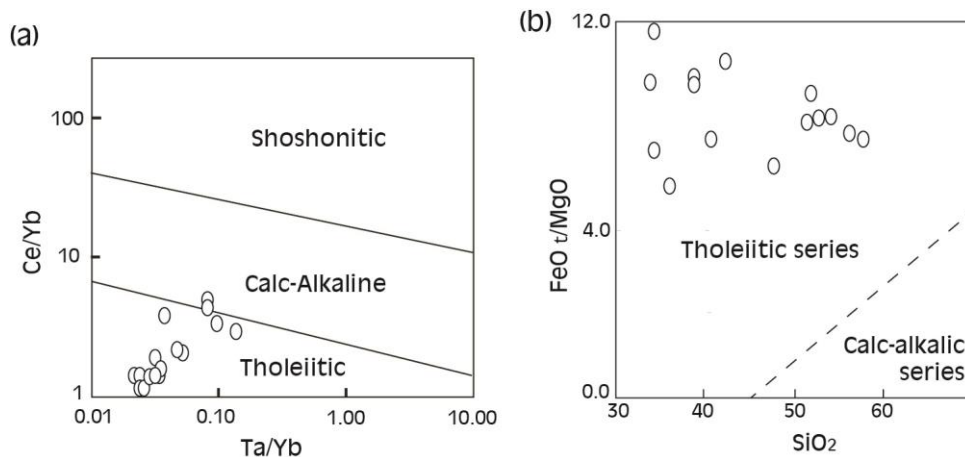 (a)
100
10
1
Ce/Yb
Shoshonitic
Calc-Alkaline
Tholeiitic
0.01
0.10
1.00
10.00
Ta/Yb
(b)
12.0
4.0
0.0
FeO t/MgO
Tholeiitic series
Calc-alkalic
series
30
40
50
60
SiO2